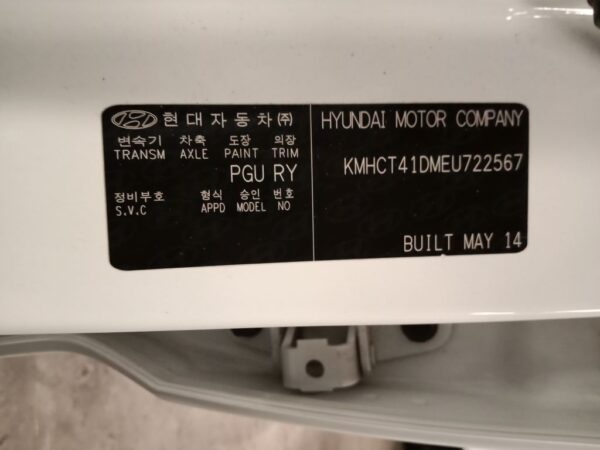 현대자동차㈜
변속기 차축 도장 의장
TRANSM AXLE PAINT TRIM
PGU RY
정비부호 형식 승인 번호
S.V.C APPD MODEL NO
HYUNDAI MOTOR COMPANY
KMHCT41DMEU722567
BUILT MAY 14